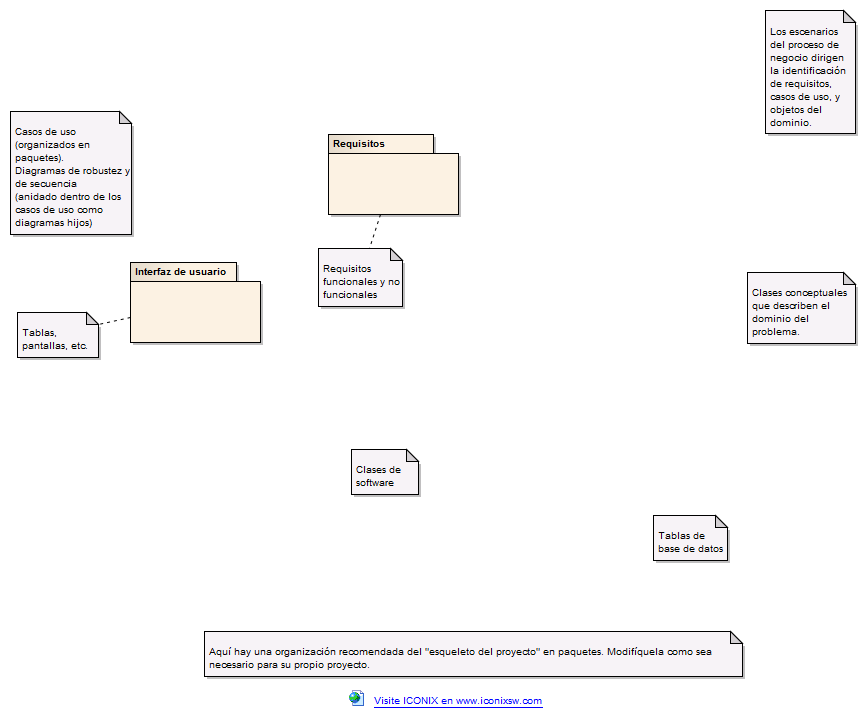 Los escenarios
del proceso de
negocio dirigen
la identificación
de requisitos,
casos de uso, y
objetos del
dominio.
Casos de uso
(organizados en
paquetes).
Diagramas de robustez y
de secuencia
(anidado dentro de los
casos de uso como
diagramas hijos)
Requisitos
Requisitos
funcionales y no
funcionales
Interfaz de usuario
Tablas,
pantallas, etc.
Clases conceptuales
que describen el
dominio del
problema.
Clases de
software
Tablas de
base de datos
Aquí hay una organización recomendada del "esqueleto del proyecto" en paquetes. Modifíquela como sea
necesario para su propio proyecto.
Visite ICONIX en www.iconixsw.com